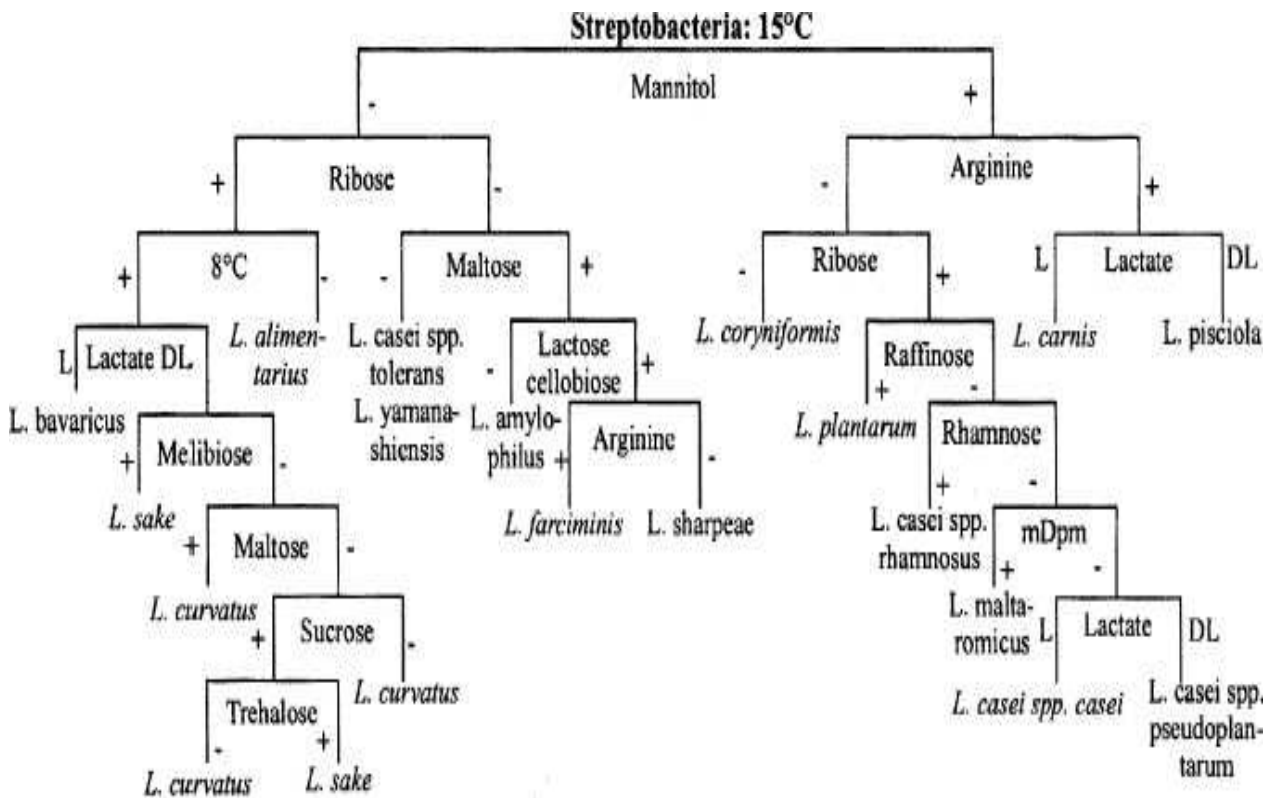 Streptobacteria: 15°C
Mannitol
- +
Ribose Arginine
+ - - +
8°C Maltose Ribose L Lactate DL
+ - - + - +
L. alimen-
tarius
L. casei spp.
tolerans
L. yamana-
shiensis
Lactose
cellobiose
L. coryniformis
Raffinose
L. carnis
L. pisciola
L Lactate DL
- +
+ -
L. bavaricus
L. amylo-
philus
Arginine
L. plantarum
Rhamnose
Melibiose
+ -
+ -
+ -
L. sake
L. farciminis
L. sharpeae
L. casei spp.
rhamnosus
mDpm
Maltose
+ -
+ -
L. curvatus
L. malta-
romicus
L Lactate DL
Sucrose
+ -
L. curvatus
L. casei spp. casei
L. casei spp.
pseudoplan-
tarum
Trehalose
- +
L. curvatus
L. sake